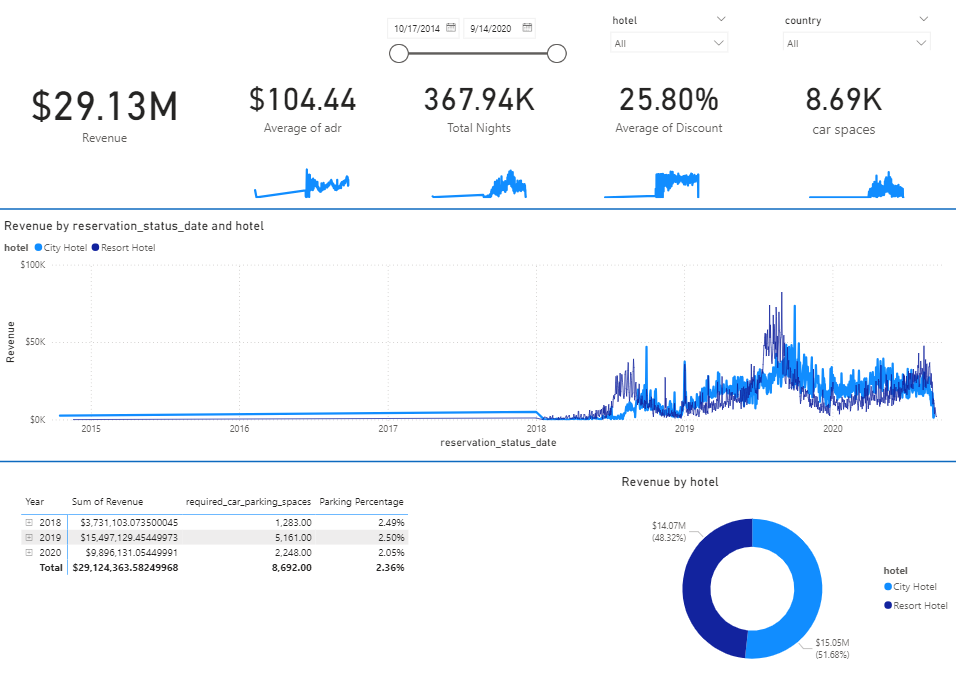 10/17/2014 9/14/2020
hotel
All
country
All
$29.13M
Revenue
$104.44
Average of adr
367.94K
Total Nights
25.80%
Average of Discount
8.69K
car spaces
Revenue by reservation_status_date and hotel
hotel City Hotel Resort Hotel
$100K
$50K
$0K
Revenue
2015 2016 2017 2018 2019 2020
reservation_status_date
Year Sum of Revenue required_car_parking_spaces Parking Percentage
2018 $3,731,103.073500045 1,283.00 2.49%
2019 $15,497,129.45449973 5,161.00 2.50%
2020 $9,896,131.05449991 2,248.00 2.05%
Total $29,124,363.58249968 8,692.00 2.36%
Revenue by hotel
$14.07M
(48.32%)
$15.05M
(51.68%)
hotel
City Hotel
Resort Hotel